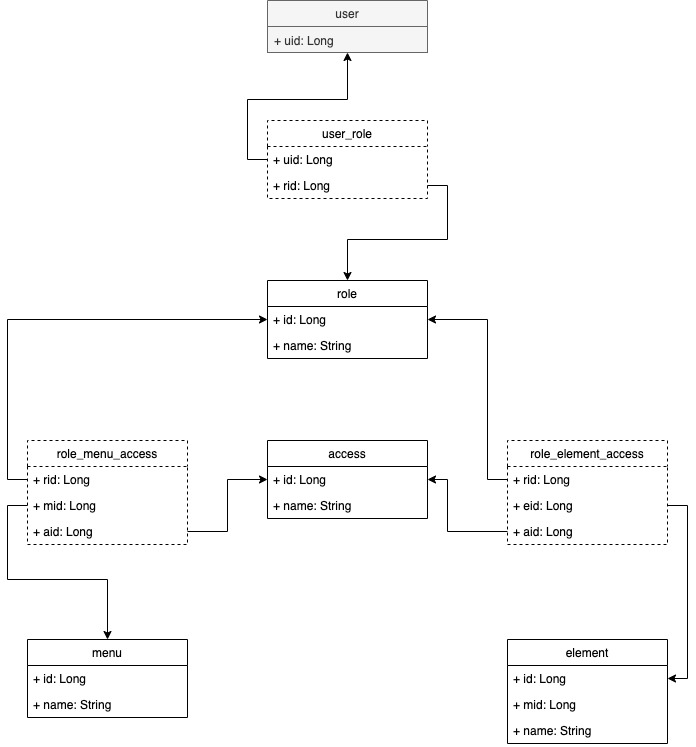 user
+ uid: Long
user_role
+ uid: Long
+ rid: Long
role
+ id: Long
+ name: String
role_menu_access
+ rid: Long
+ mid: Long
+ aid: Long
access
+ id: Long
+ name: String
role_element_access
+ rid: Long
+ eid: Long
+ aid: Long
menu
+ id: Long
+ name: String
element
+ id: Long
+ mid: Long
+ name: String